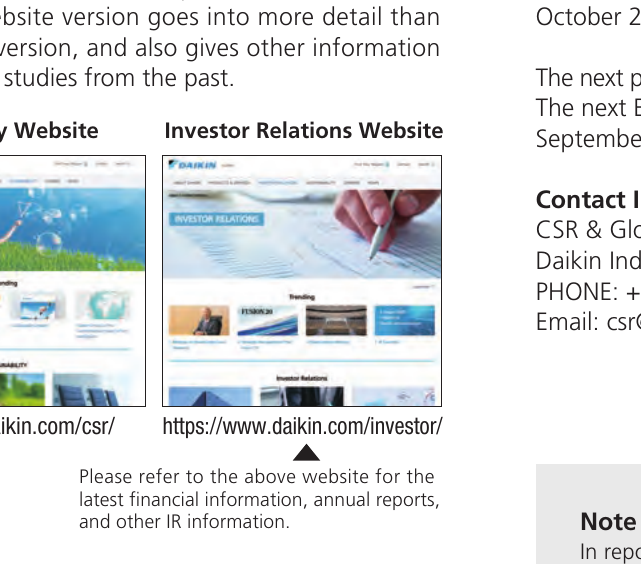 ebsite version goes into more detail than
version, and also gives other information
studies from the past.
y Website
Investor Relations Website
DAIKIN
INVESTOR RELATIONS
Trending
FUSION 20
Investor Relations
ikin.com/csr/
https://www.daikin.com/investor/
Please refer to the above website for the
latest financial information, annual reports,
and other IR information.
October 2
The next p
The next E
Septembe
Contact I
CSR & Glo
Daikin Ind
PHONE: +
Email: csr@
Note
In repo